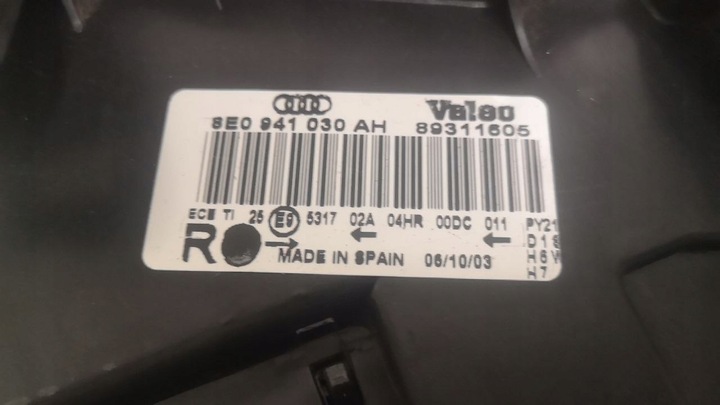 Valeo
8E0 941 030 AH 89311605
ECE TI 25 E9 5317 02A 04HR 00DC 011 PY21
R MADE IN SPAIN 06/10/03 D1S
H6W
H7